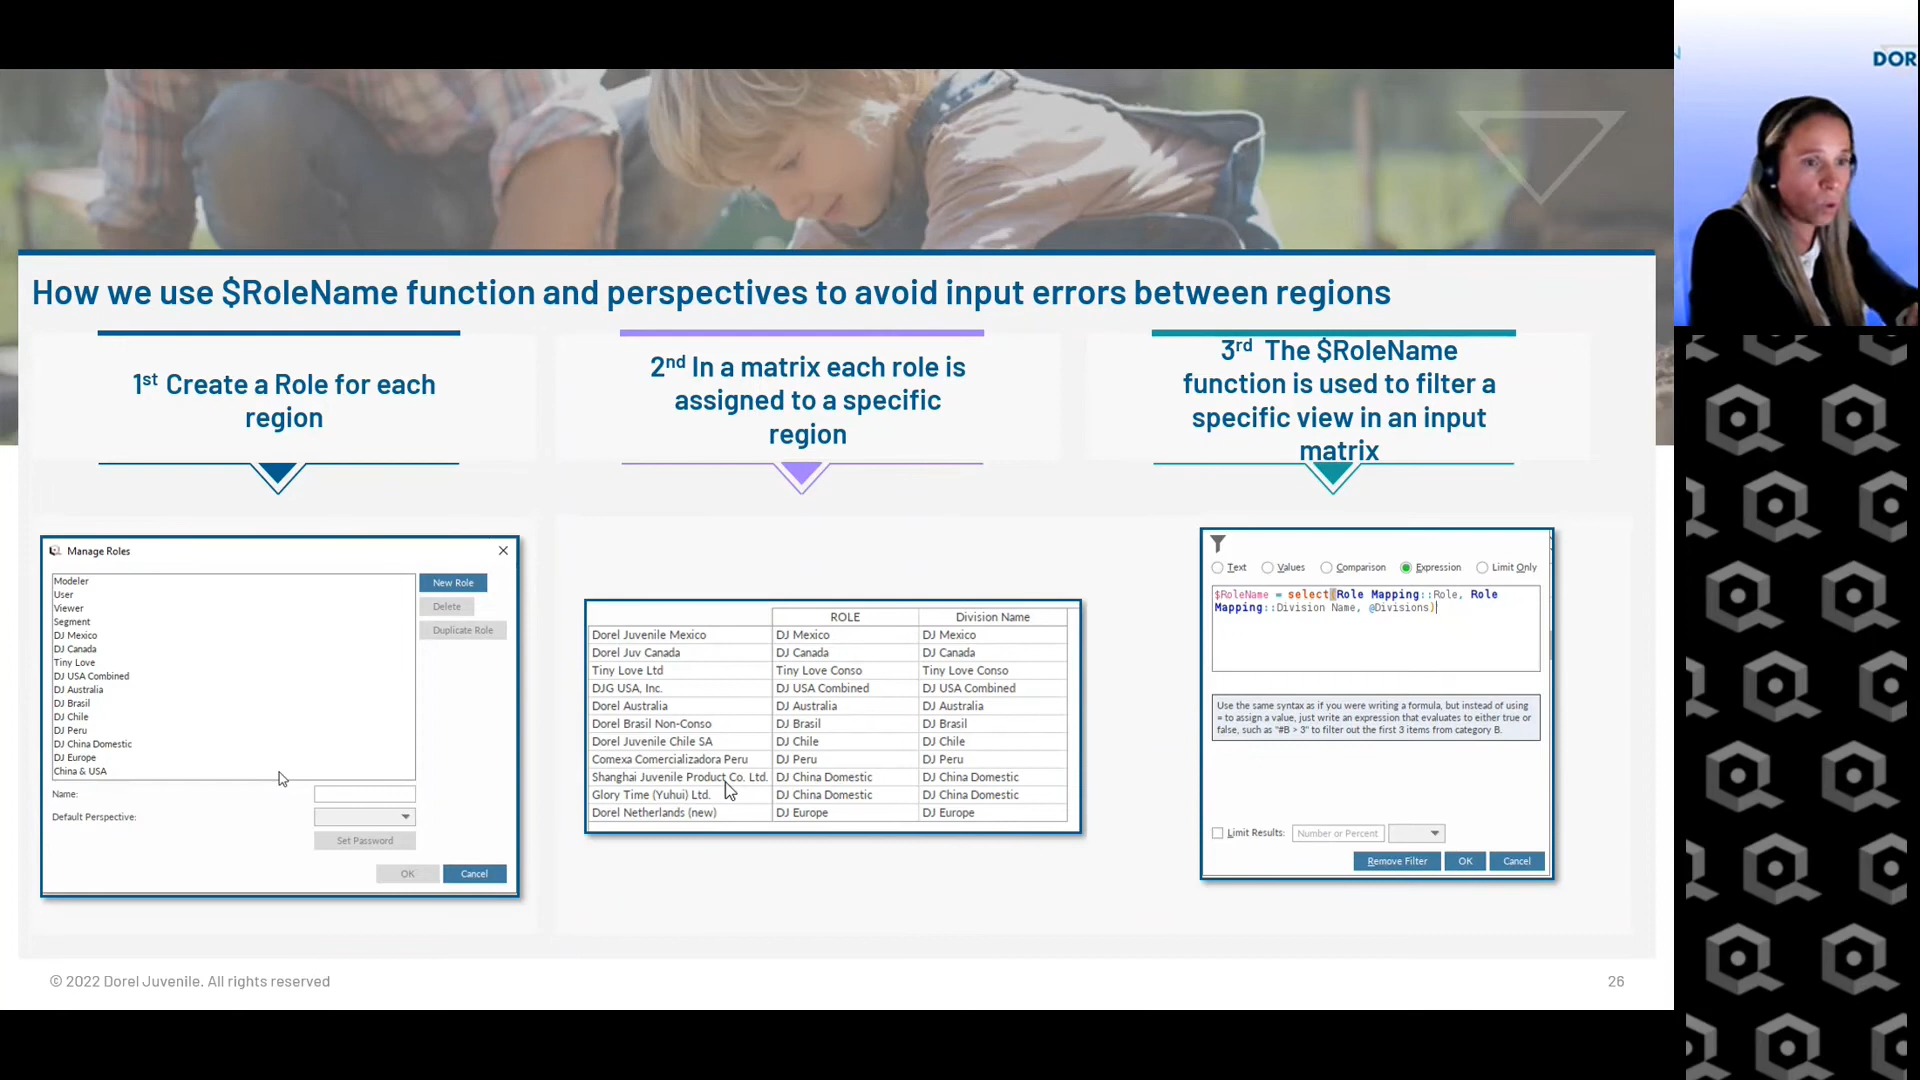 DOR
How we use $RoleName function and perspectives to avoid input errors between regions
1st Create a Role for each
region
2nd In a matrix each role is
assigned to a specific
region
3rd The $RoleName
function is used to filter a
specific view in an input
matrix
Manage Roles
Modeler
User
Viewer
Segment
DJ Mexico
DJ Canada
Tiny Love
DJ USA Combined
DJ Australia
DJ Brasil
DJ Chile
DJ Peru
DJ China Domestic
DJ Europe
China & USA
New Role
Delete
Duplicate Role
Name:
Default Perspective:
Set Password
OK Cancel
ROLE Division Name
Dorel Juvenile Mexico DJ Mexico DJ Mexico
Dorel Juv Canada DJ Canada DJ Canada
Tiny Love Ltd Tiny Love Conso Tiny Love Conso
DJG USA, Inc. DJ USA Combined DJ USA Combined
Dorel Australia DJ Australia DJ Australia
Dorel Brasil Non-Conso DJ Brasil DJ Brasil
Dorel Juvenile Chile SA DJ Chile DJ Chile
Comexa Comercializadora Peru DJ Peru DJ Peru
Shanghai Juvenile Product Co. Ltd. DJ China Domestic DJ China Domestic
Glory Time (Yuhui) Ltd. DJ China Domestic DJ China Domestic
Dorel Netherlands (new) DJ Europe DJ Europe
Text Values Comparison Expression Limit Only
$RoleName = select(Role Mapping::Role, Role
Mapping::Division Name, @Divisions)
Use the same syntax as if you were writing a formula, but instead of using
= to assign a value, just write an expression that evaluates to either true or
false, such as "#B > 3" to filter out the first 3 items from category B.
Limit Results: Number or Percent
Remove Filter OK Cancel
© 2022 Dorel Juvenile. All rights reserved
26